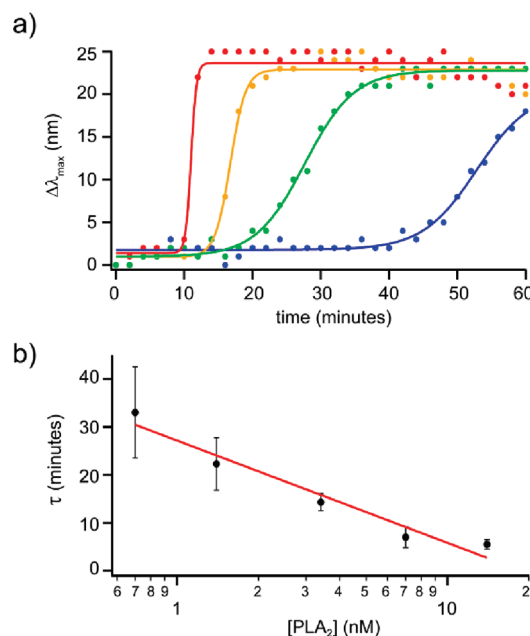 a)
25
20
15
10
5
0
Δλmax (nm)
0 10 20 30 40 50 60
time (minutes)
b)
40
30
20
10
0
τ (minutes)
6 7 8 9 1 2 3 4 5 6 7 8 9 10 2
[PLA2] (nM)